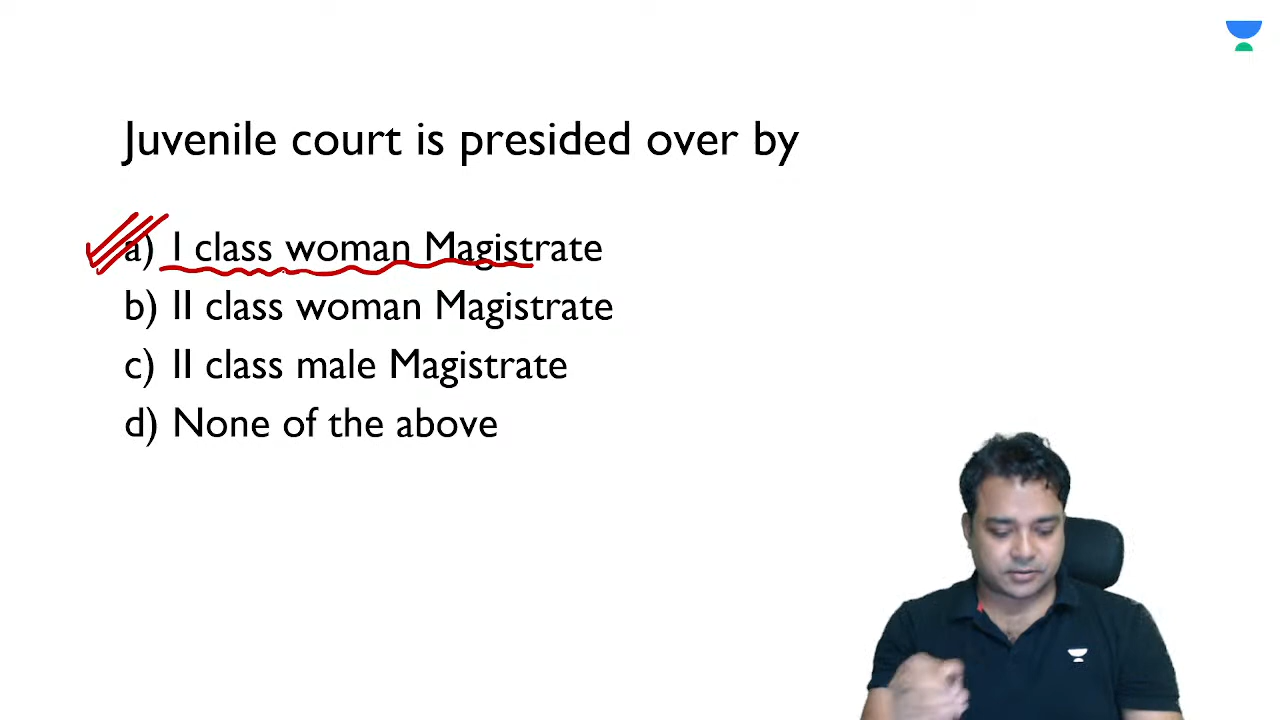 Juvenile court is presided over by
a) I class woman Magistrate
b) II class woman Magistrate
c) II class male Magistrate
d) None of the above